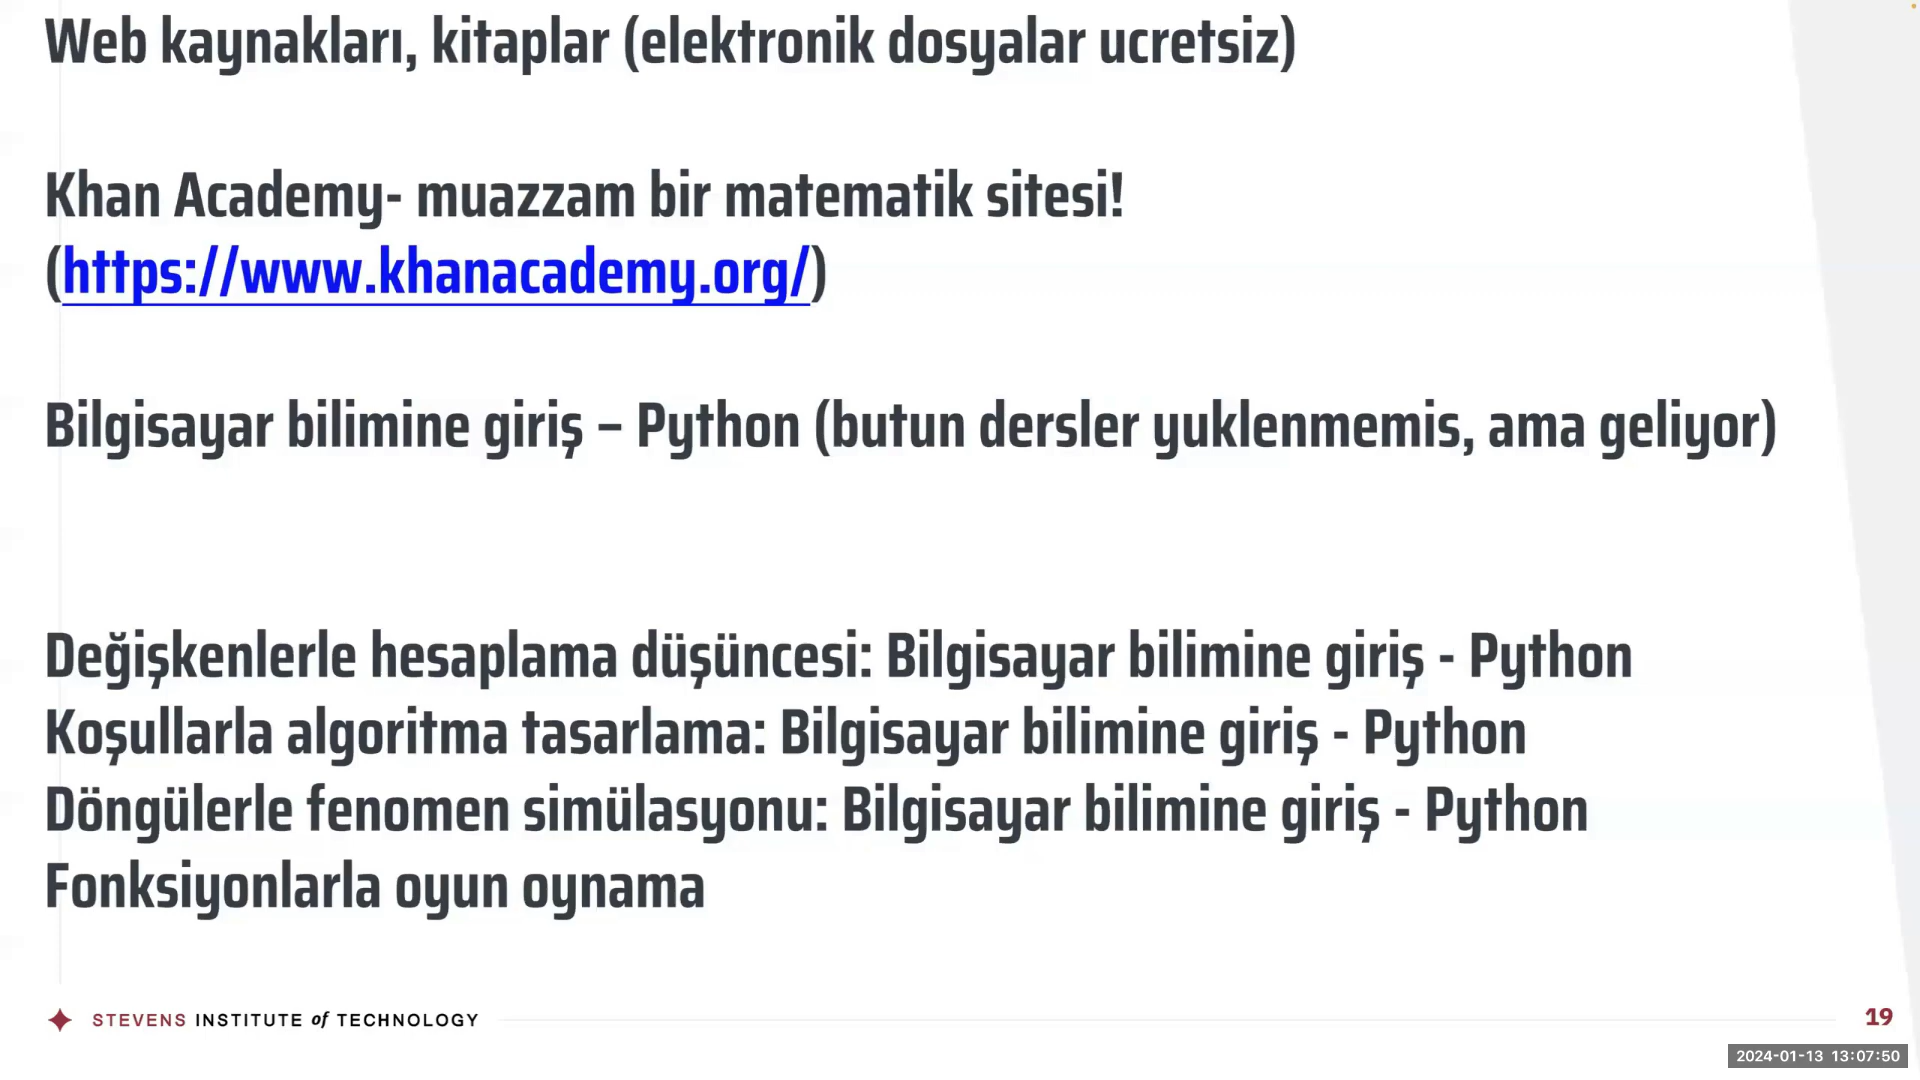 Web kaynakları, kitaplar (elektronik dosyalar ucretsiz)
Khan Academy- muazzam bir matematik sitesi!
(https://www.khanacademy.org/)
Bilgisayar bilimine giriş – Python (butun dersler yuklenmemis, ama geliyor)
Değişkenlerle hesaplama düşüncesi: Bilgisayar bilimine giriş - Python
Koşullarla algoritma tasarlama: Bilgisayar bilimine giriş - Python
Döngülerle fenomen simülasyonu: Bilgisayar bilimine giriş - Python
Fonksiyonlarla oyun oynama
STEVENS INSTITUTE of TECHNOLOGY
19
2024-01-13 13:07:50